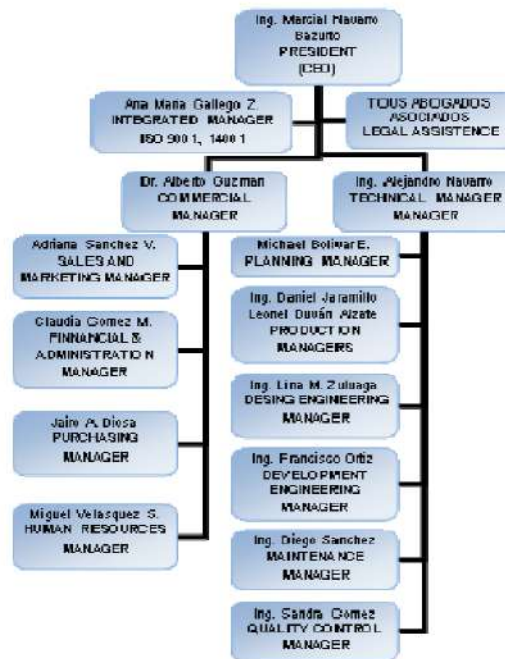 Ing. Marcial Navarro
Bazurto
PRESIDENT
(CEO)
Ana Maria Gallego Z.
INTEGRATED MANAGER
ISO 9001, 14001
TOUS ABOGADOS
ASOCIADOS
LEGAL ASSISTENCE
Dr. Alberto Guzman
COMMERCIAL
MANAGER
Ing. Alejandro Navarro
TECHNICAL MANAGER
MANAGER
Adriana Sanchez V.
SALES AND
MARKETING MANAGER
Claudia Gomez M.
FINNANCIAL &
ADMINISTRATION
MANAGER
Jairo A. Diosa
PURCHASING
MANAGER
Miguel Velasquez S.
HUMAN RESOURCES
MANAGER
Michael Bolivar E.
PLANNING MANAGER
Ing. Daniel Jaramillo
Leonel Duván Alzate
PRODUCTION
MANAGERS
Ing. Lina M. Zuluaga
DESING ENGINEERING
MANAGER
Ing. Francisco Ortiz
DEVELOPMENT
ENGINEERING
MANAGER
Ing. Diego Sanchez
MAINTENANCE
MANAGER
Ing. Sandra Gomez
QUALITY CONTROL
MANAGER